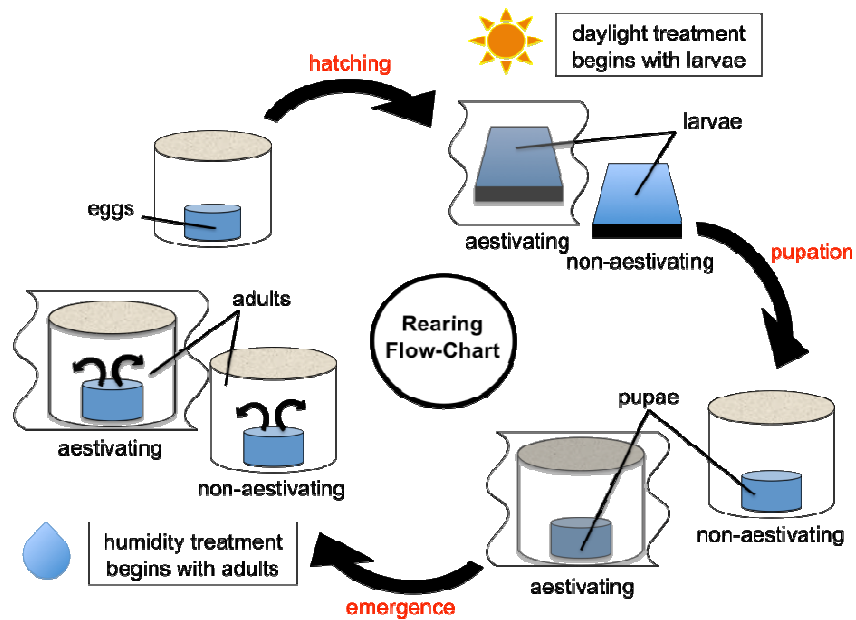 hatching
daylight treatment
begins with larvae
larvae
eggs
aestivating
non-aestivating
pupation
adults
Rearing
Flow-Chart
pupae
aestivating
non-aestivating
non-aestivating
aestivating
humidity treatment
begins with adults
emergence